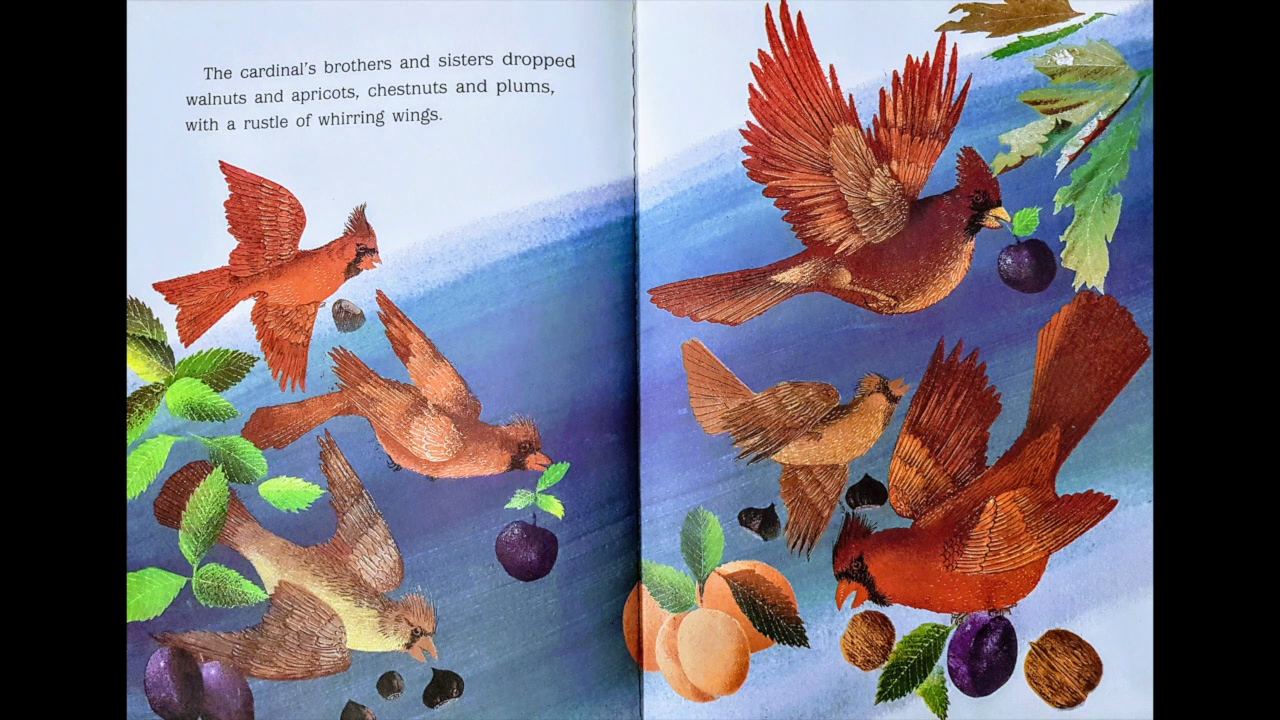 The cardinal's brothers and sisters dropped
walnuts and apricots, chestnuts and plums,
with a rustle of whirring wings.